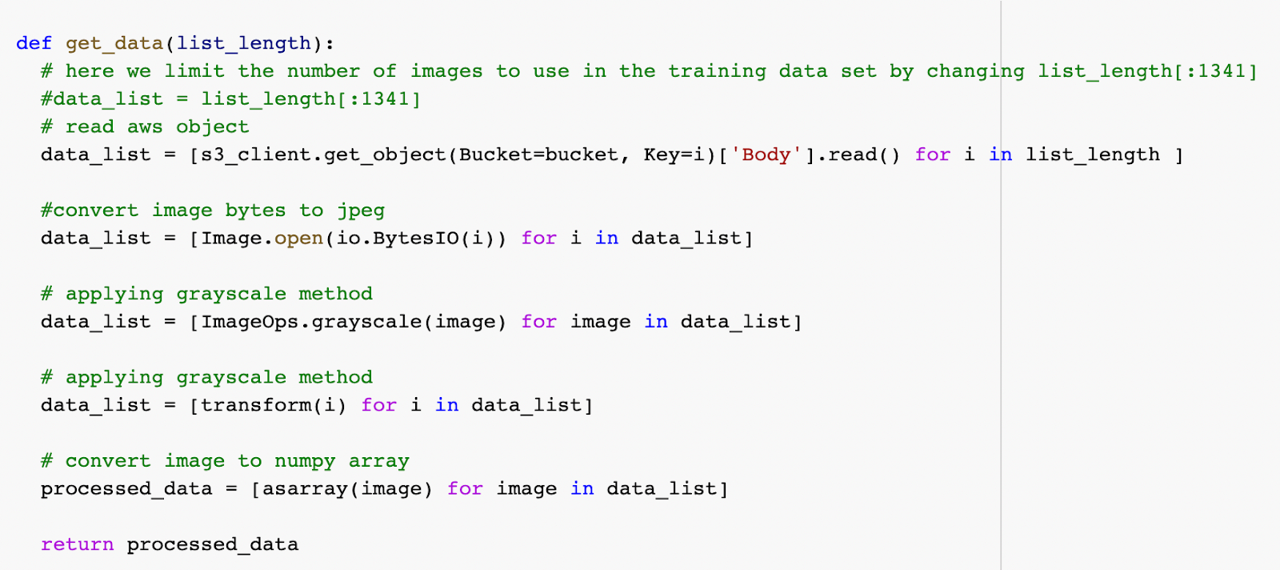 def get_data(list_length):
# here we limit the number of images to use in the training data set by changing list_length[:1341]
#data_list = list_length[:1341]
# read aws object
data_list = [s3_client.get_object(Bucket=bucket, Key=i)['Body'].read() for i in list_length ]
#convert image bytes to jpeg
data_list = [Image.open(io.BytesIO(i)) for i in data_list]
# applying grayscale method
data_list = [ImageOps.grayscale(image) for image in data_list]
# applying grayscale method
data_list = [transform(i) for i in data_list]
# convert image to numpy array
processed_data = [asarray(image) for image in data_list]
return processed_data